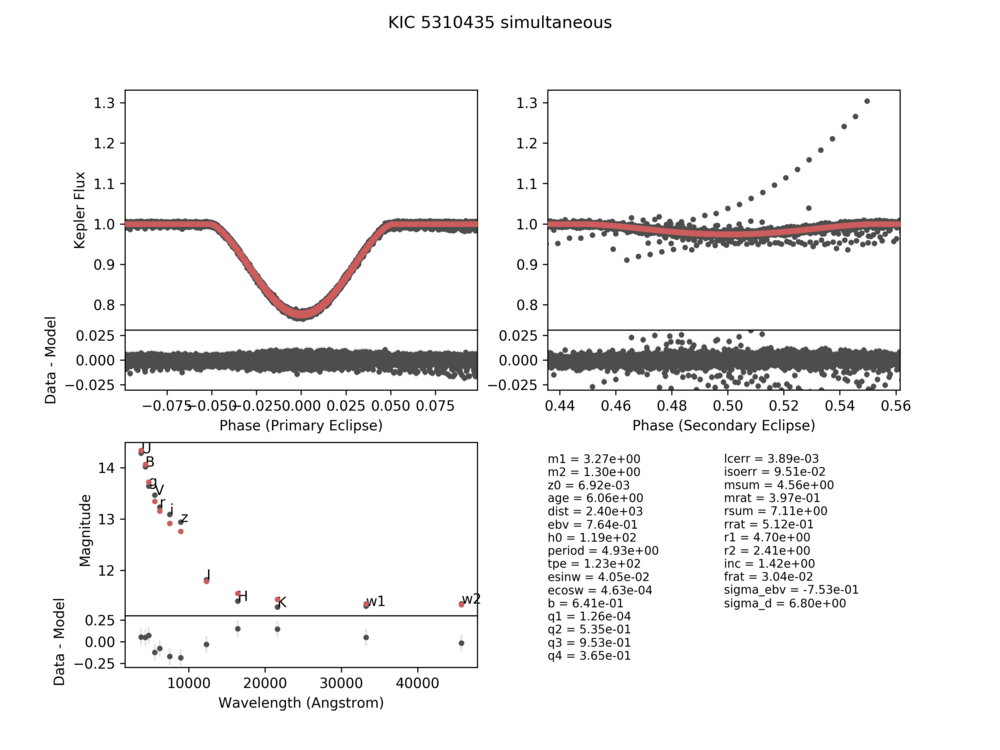 KIC 5310435 simultaneous
1.3
1.2
1.1
1.0
0.9
0.8
Kepler Flux
0.025
0.000
−0.025
Data - Model
−0.075
−0.050
−0.025
0.000
0.025
0.050
0.075
Phase (Primary Eclipse)
1.3
1.2
1.1
1.0
0.9
0.8
0.025
0.000
−0.025
0.44
0.46
0.48
0.50
0.52
0.54
0.56
Phase (Secondary Eclipse)
14
13
12
Magnitude
U
B
g
V
r
i
z
J
H
K
w1
w2
0.25
0.00
−0.25
Data - Model
10000
20000
30000
40000
Wavelength (Angstrom)
m1 = 3.27e+00
m2 = 1.30e+00
z0 = 6.92e-03
age = 6.06e+00
dist = 2.40e+03
ebv = 7.64e-01
h0 = 1.19e+02
period = 4.93e+00
tpe = 1.23e+02
esinw = 4.05e-02
ecosw = 4.63e-04
b = 6.41e-01
q1 = 1.26e-04
q2 = 5.35e-01
q3 = 9.53e-01
q4 = 3.65e-01
lcerr = 3.89e-03
isoerr = 9.51e-02
msum = 4.56e+00
mrat = 3.97e-01
rsum = 7.11e+00
rrat = 5.12e-01
r1 = 4.70e+00
r2 = 2.41e+00
inc = 1.42e+00
frat = 3.04e-02
sigma_ebv = -7.53e-01
sigma_d = 6.80e+00